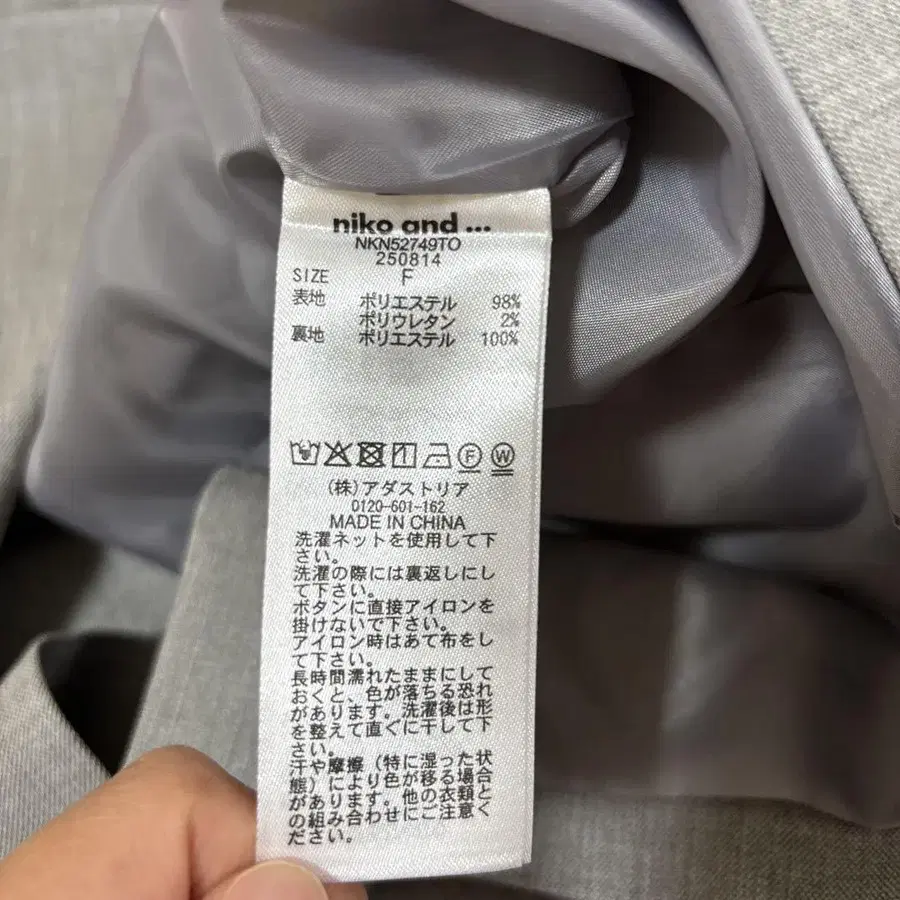 niko and ...
NKN52749TO
250814
SIZE F
表地 ポリエステル 98%
ポリウレタン 2%
裏地 ポリエステル 100%
F W
(株)アダストリア
0120-601-162
MADE IN CHINA
洗濯ネットを使用して下
さい。
洗濯の際には裏返しにし
て下さい。
ボタンに直接アイロンを
掛けないで下さい。
アイロン時はあて布をし
て下さい。
長時間濡れたままにして
おくと、色が落ちる恐れ
があります。洗濯後は形
を整えて直ぐに干して下
さい。
汗や摩擦(特に湿った状
態)により色が移る場合
があります。他の衣類と
の組み合わせにご注意く
ださい。